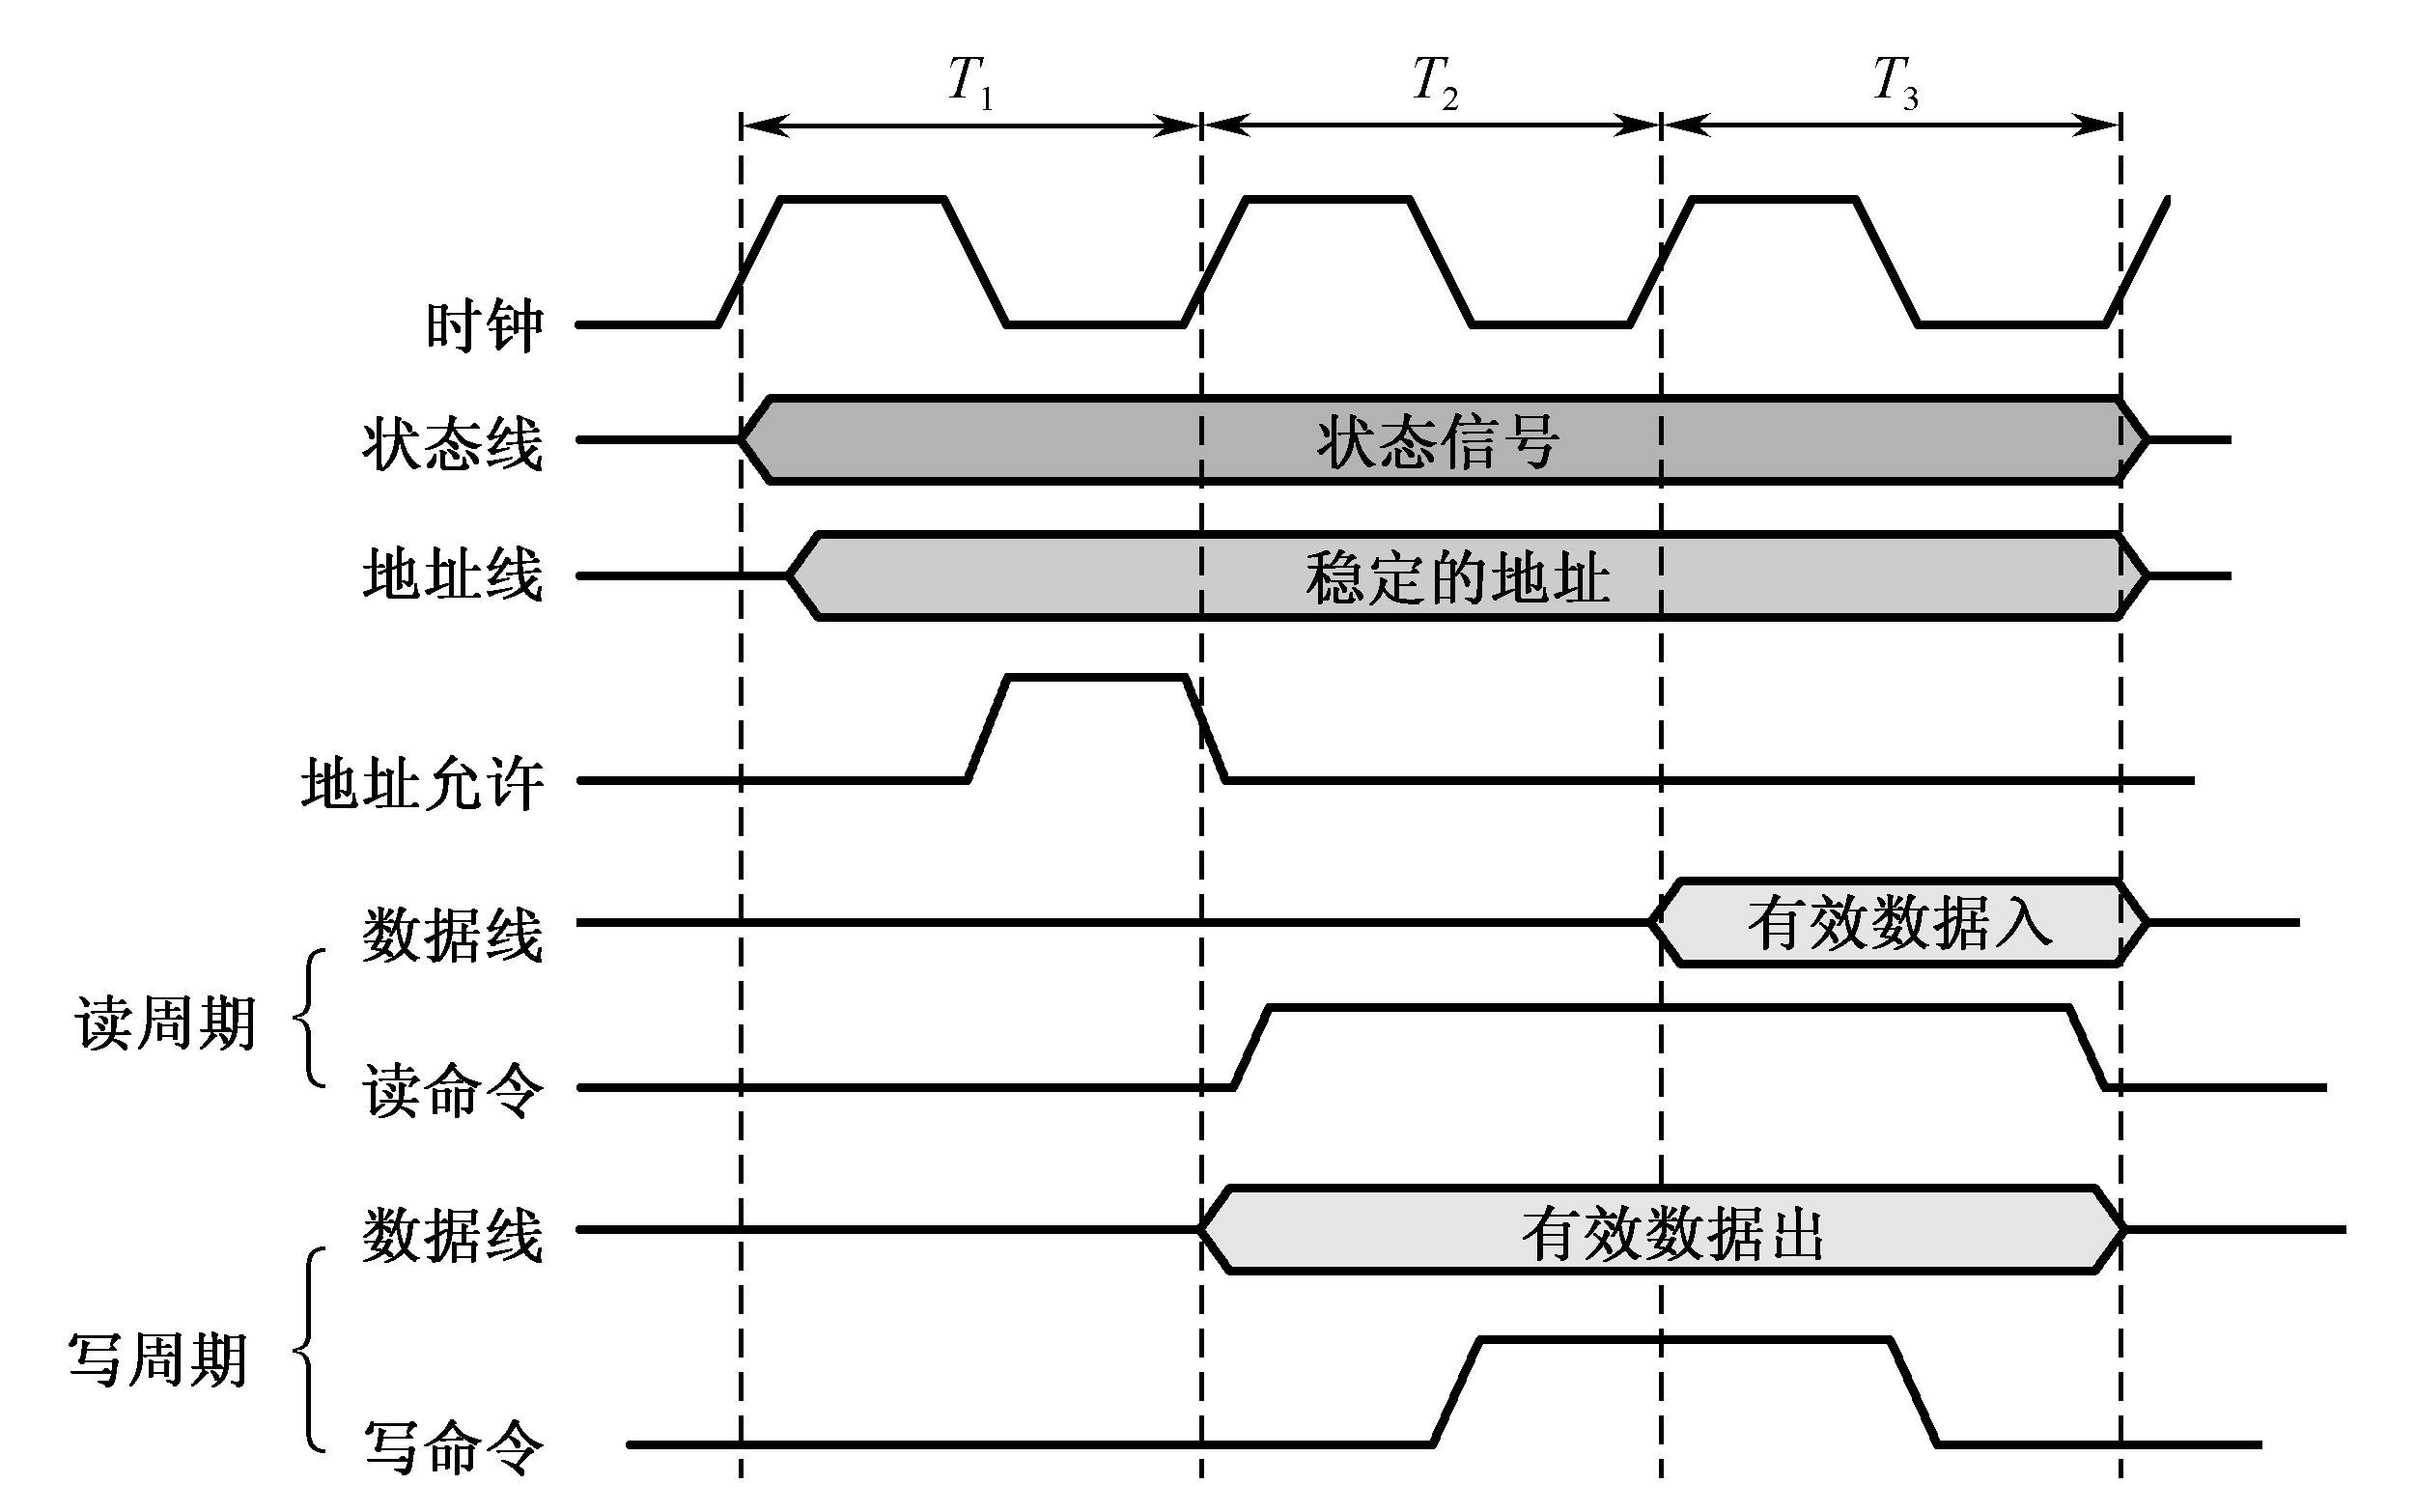 T1 T2 T3
时钟
状态线 状态信号
地址线 稳定的地址
地址允许
数据线 有效数据入
读周期
读命令
数据线 有效数据出
写周期
写命令